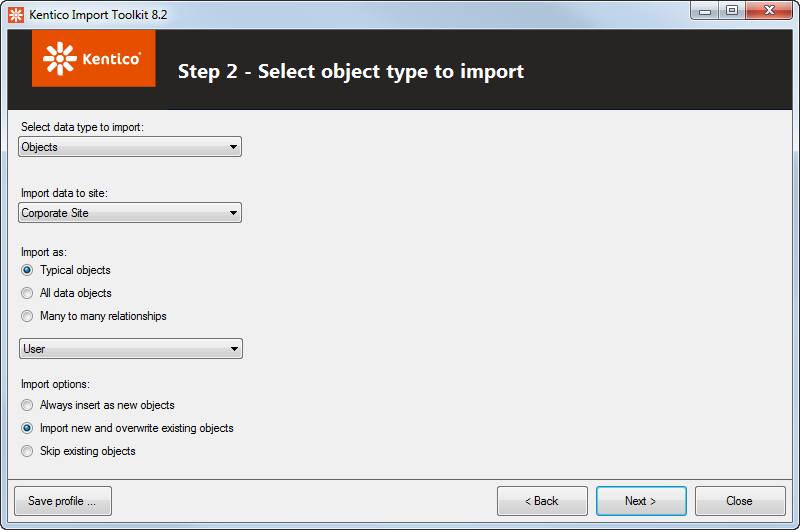 Kentico Import Toolkit 8.2
Kentico
Step 2 - Select object type to import
Select data type to import:
Objects
Import data to site:
Corporate Site
Import as:
Typical objects
All data objects
Many to many relationships
User
Import options:
Always insert as new objects
Import new and overwrite existing objects
Skip existing objects
Save profile ...
< Back
Next >
Close